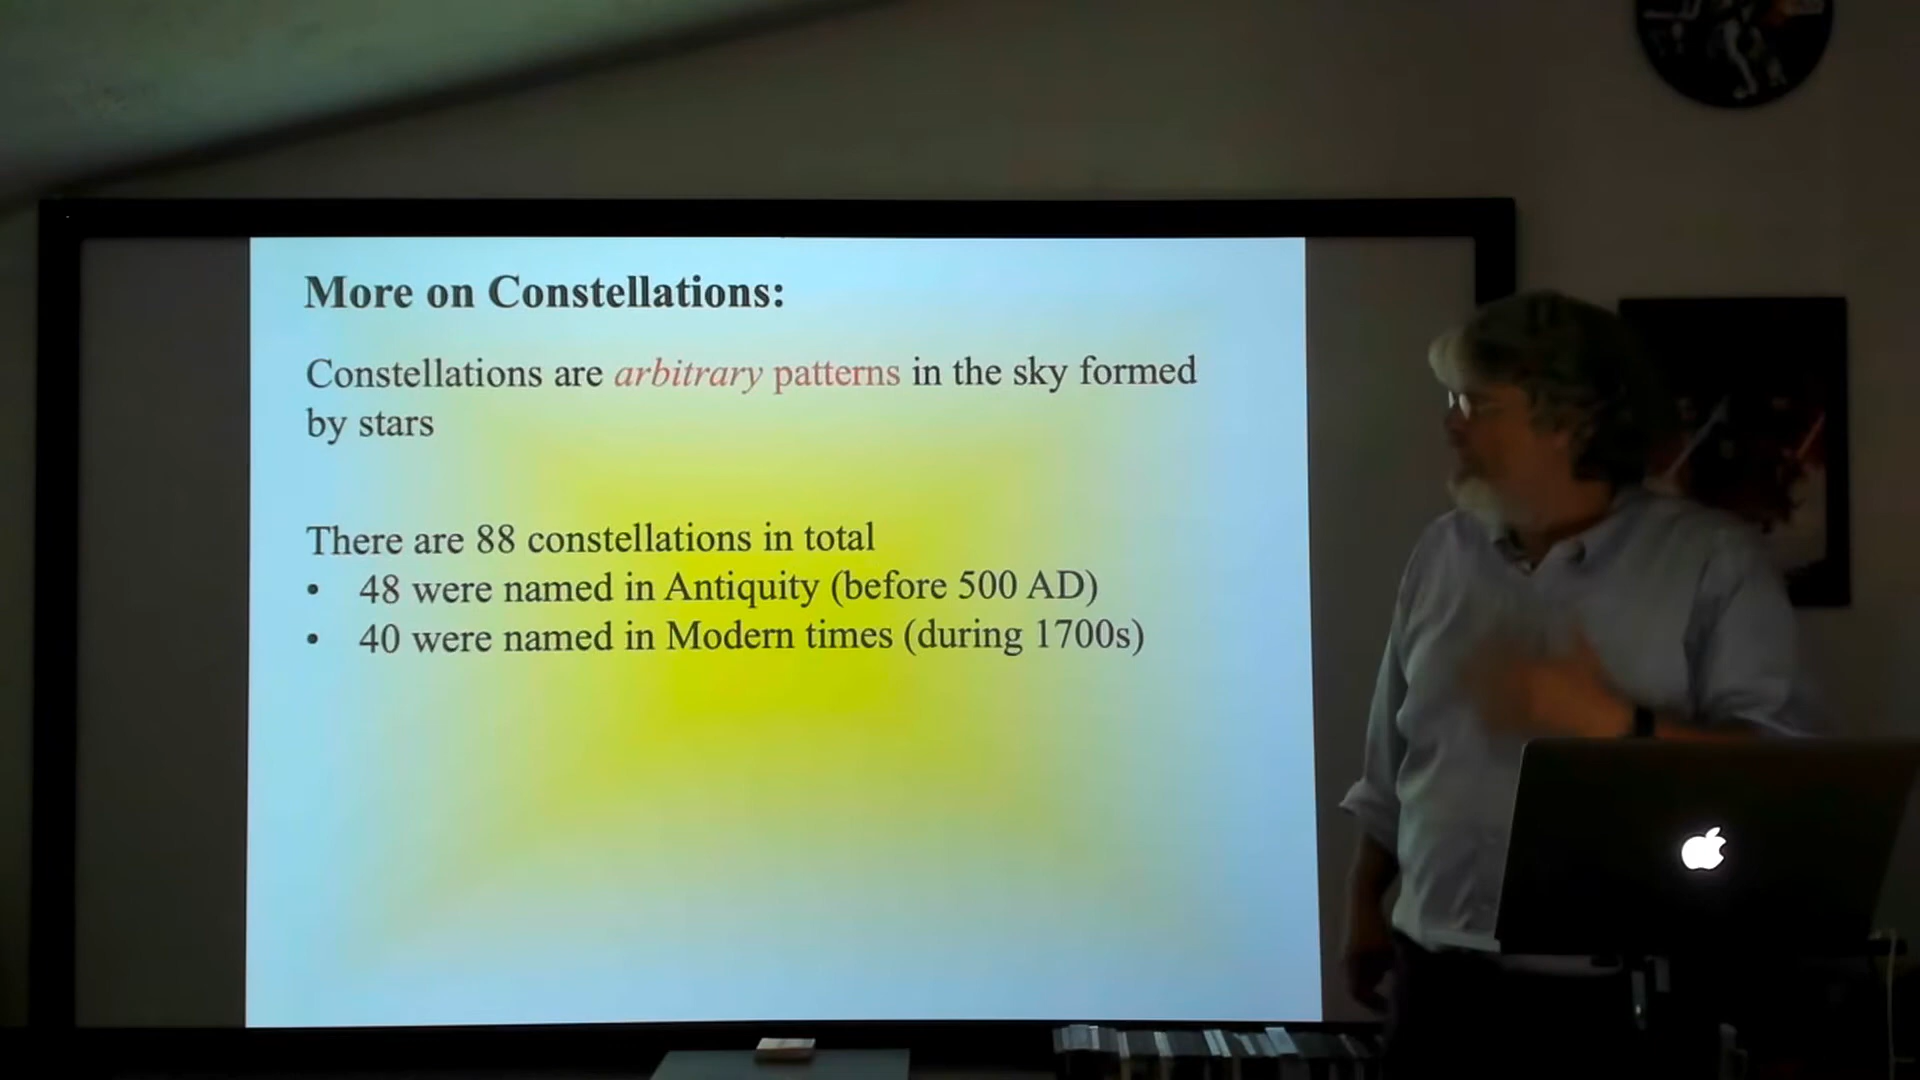 More on Constellations:
Constellations are arbitrary patterns in the sky formed
by stars
There are 88 constellations in total
• 48 were named in Antiquity (before 500 AD)
• 40 were named in Modern times (during 1700s)